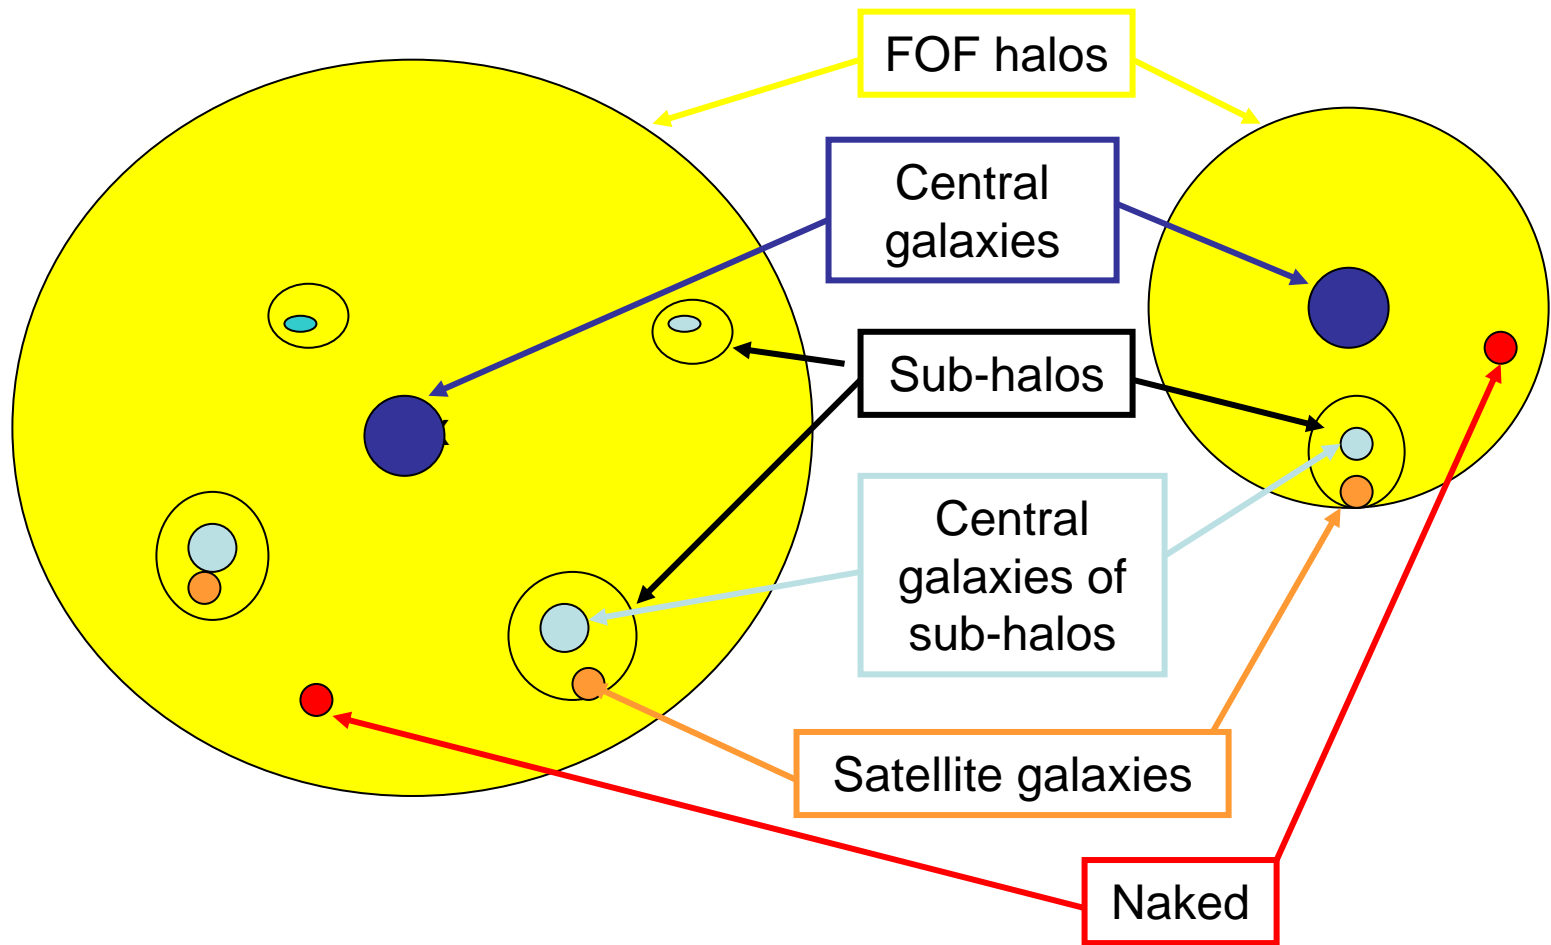 FOF halos
Central
galaxies
Sub-halos
Central
galaxies of
sub-halos
Satellite galaxies
Naked